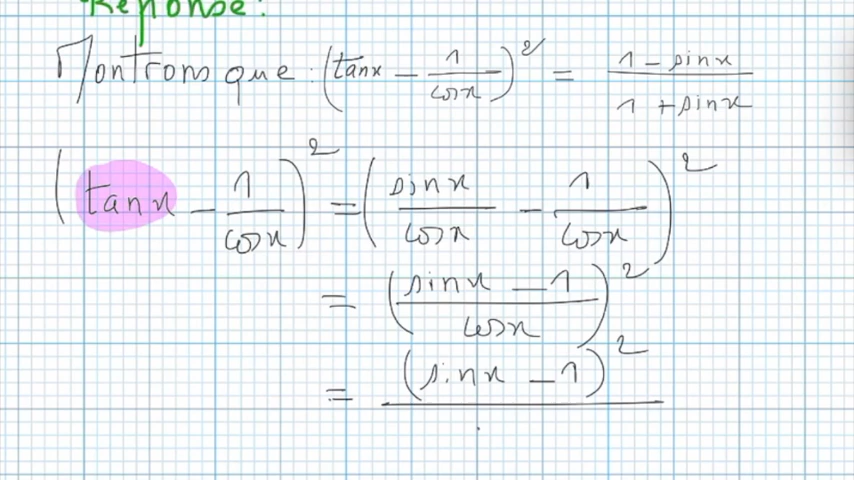 Réponse:
Montrons que : (tanx - 1/cosx)² = (1 - sinx)/(1 + sinx)
(tanx - 1/cosx)² = (sinx/cosx - 1/cosx)²
= ((sinx - 1)/cosx)²
= (sinx - 1)²